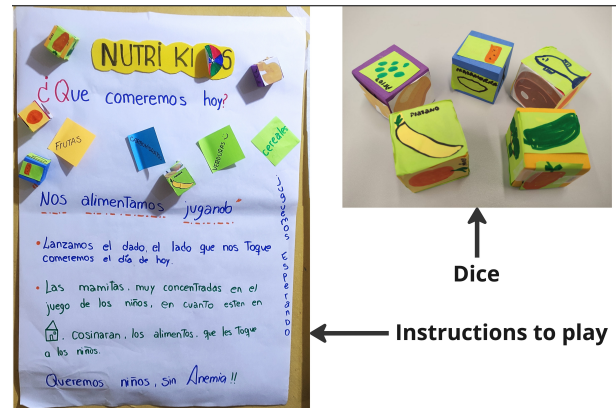 NUTRI KIDS
¿Que comeremos hoy?
FRUTAS
VERDURAS
cereales
Nos alimentamos jugando
juguemos Esperando
• Lanzamos el dado, el lado que nos Toque
comeremos el día de hoy.
• Las mamitas, muy concentradas en el
juego de los niños, en cuanto esten en
, cosinaran, los alimentos, que les Toque
a los niños.
Queremos niños, sin Anemia!!
PLATANO
Dice
Instructions to play